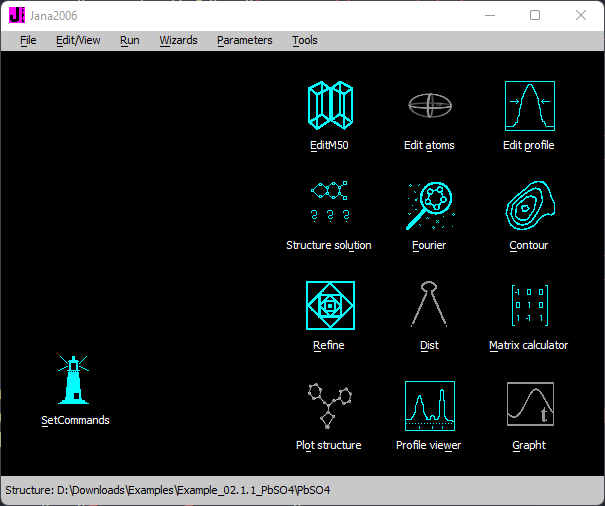 Jana2006
File Edit/View Run Wizards Parameters Tools
EditM50 Edit atoms Edit profile
Structure solution Fourier Contour
Refine Dist Matrix calculator
SetCommands
Plot structure Profile viewer Grapht
Structure: D:\Downloads\Examples\Example_02.1.1_PbSO4\PbSO4